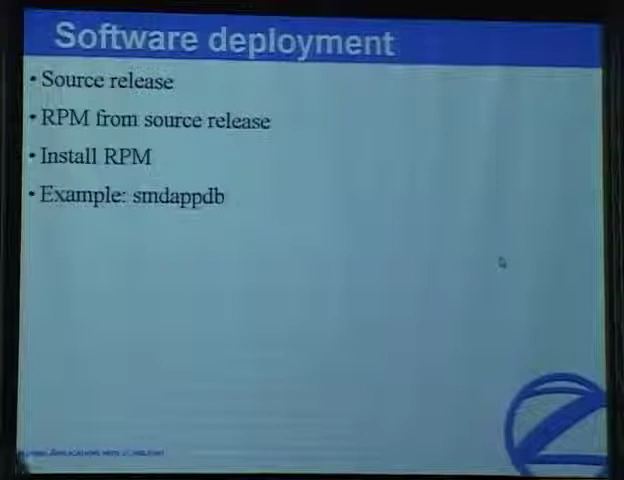 Software deployment
• Source release
• RPM from source release
• Install RPM
• Example: smdappdb